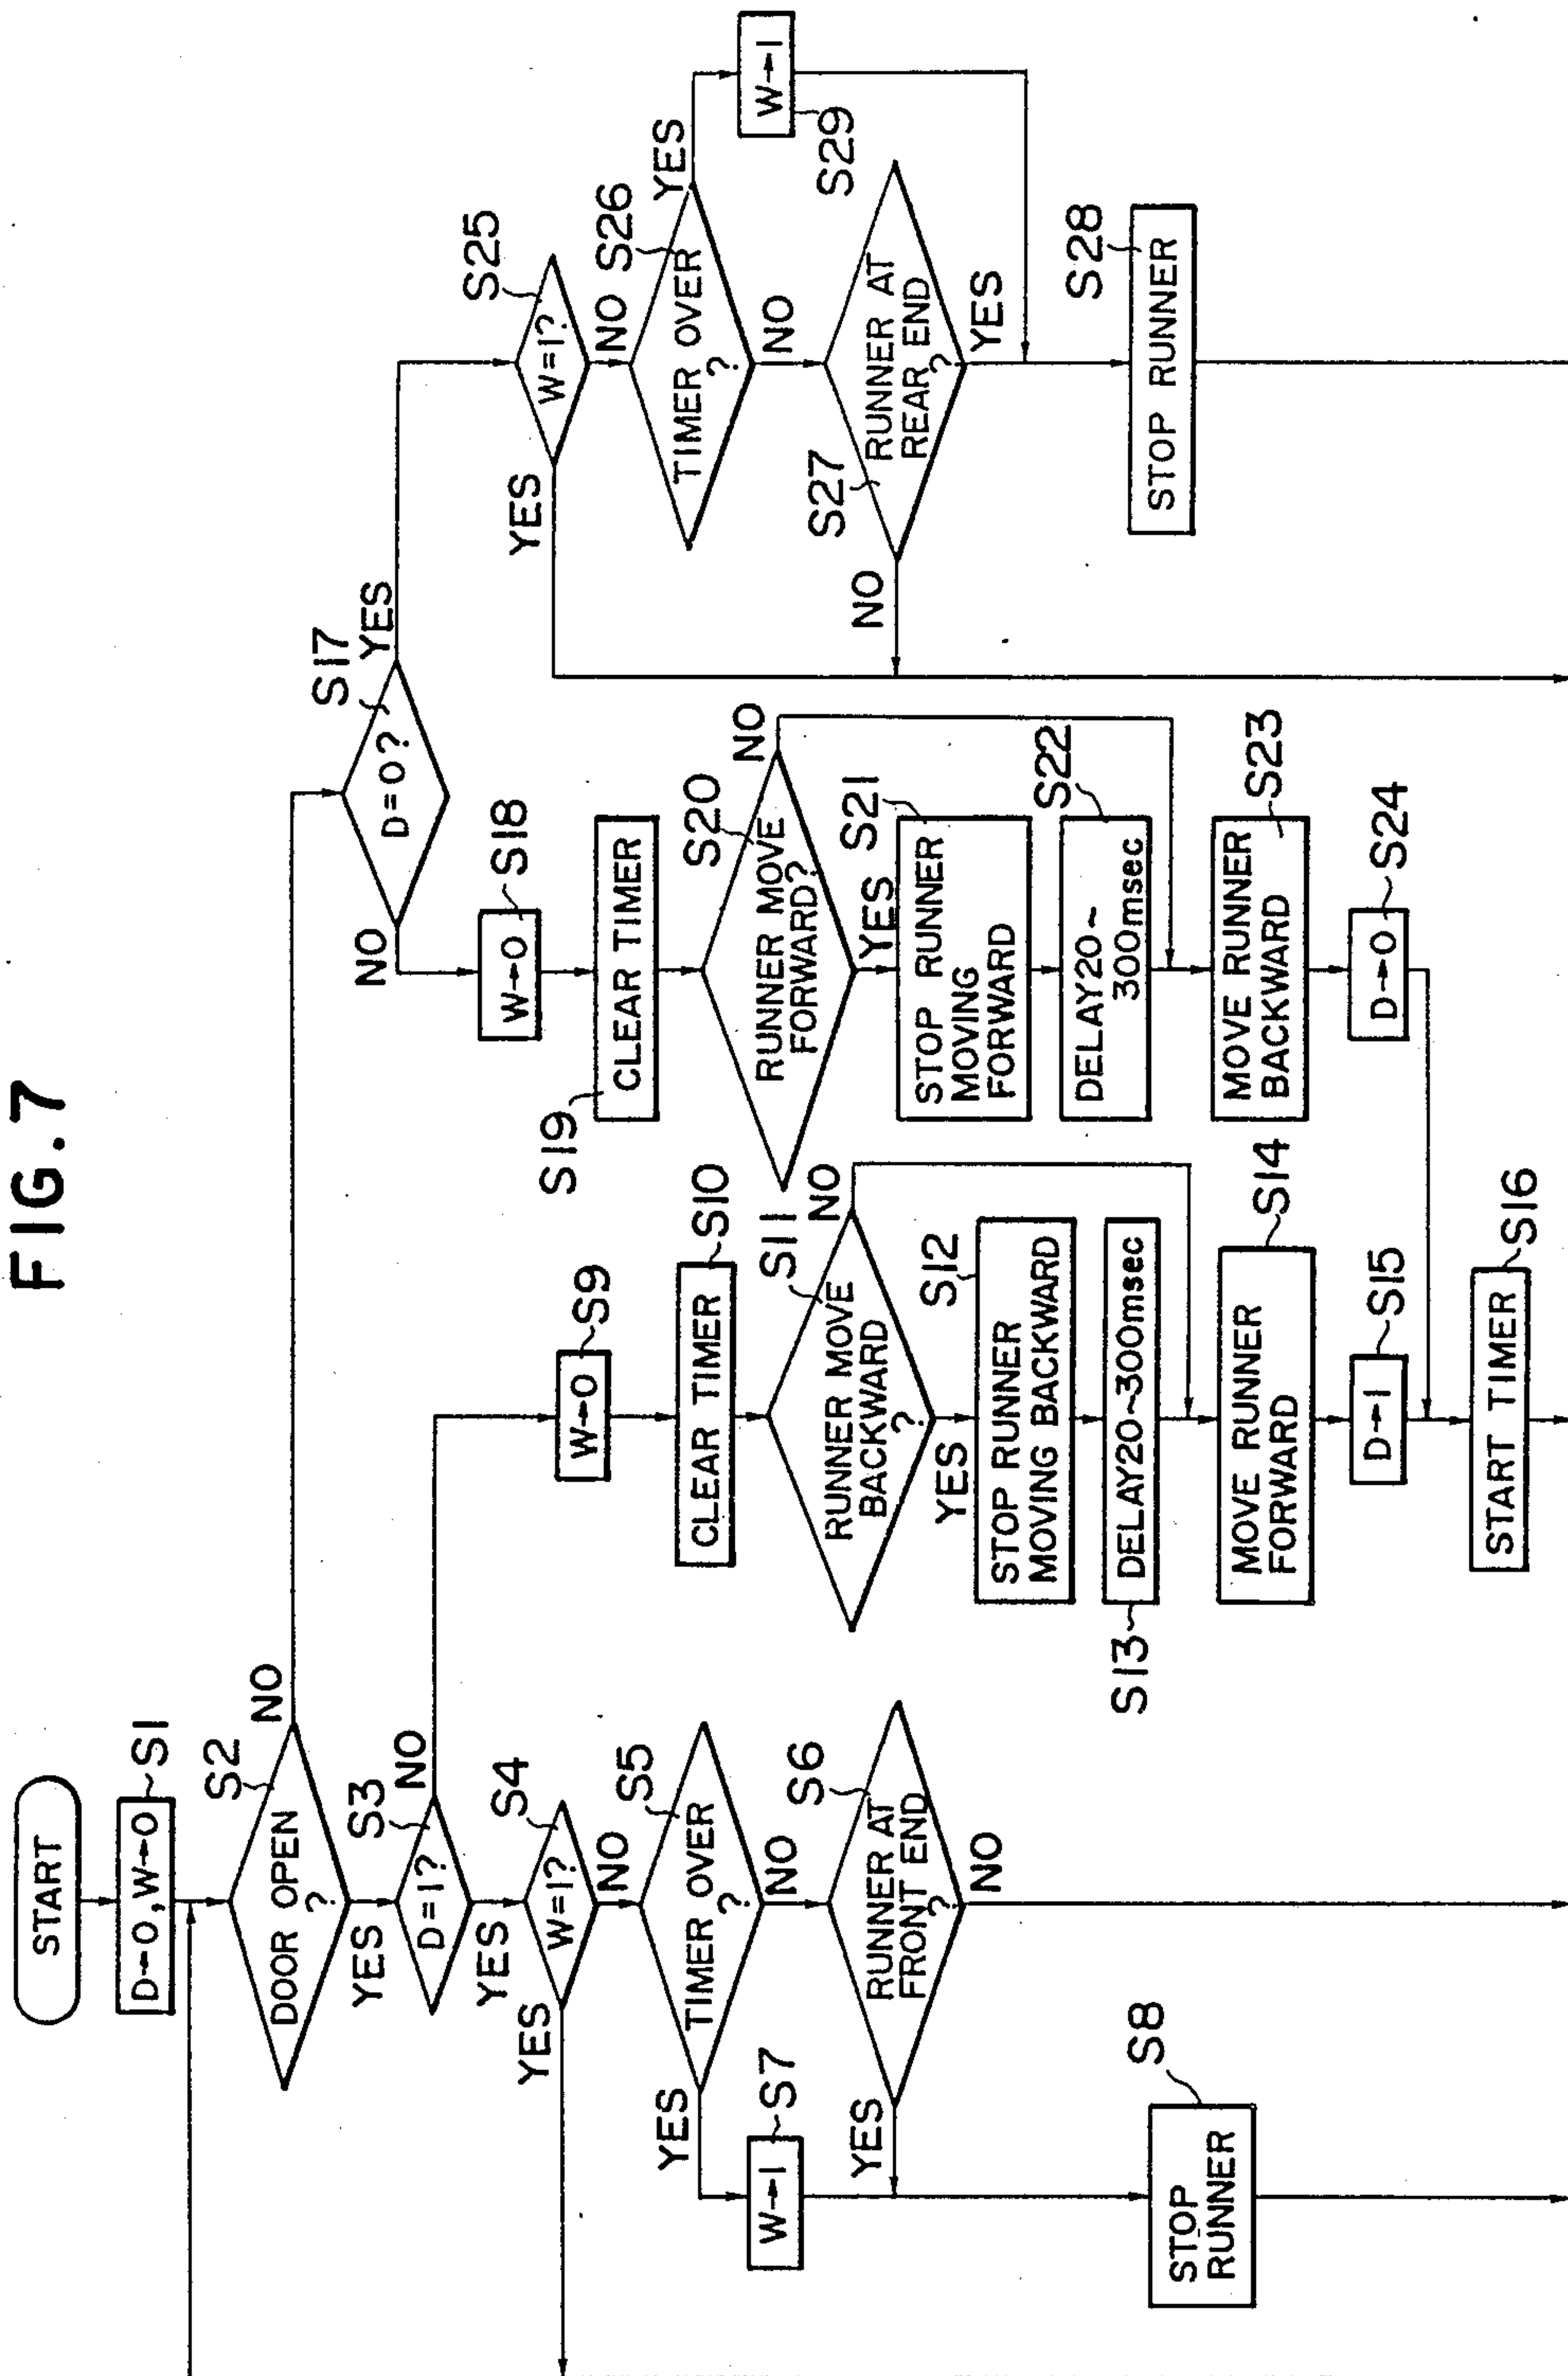 FIG.7
START
D→0,W→0
S1
DOOR OPEN
?
S2
NO
YES
D=1?
S3
NO
YES
W=1?
S4
YES
NO
TIMER OVER
?
S5
YES
NO
W→1
S7
RUNNER AT
FRONT END
?
S6
YES
NO
STOP
RUNNER
S8
W→0
S9
CLEAR TIMER
S10
RUNNER MOVE
BACKWARD
?
S11
NO
YES
STOP RUNNER
MOVING BACKWARD
S12
DELAY20~300msec
S13
MOVE RUNNER
FORWARD
S14
D→1
S15
START TIMER
S16
D=0?
S17
NO
YES
W→0
S18
CLEAR TIMER
S19
RUNNER MOVE
FORWARD?
S20
NO
YES
STOP RUNNER
MOVING
FORWARD
S21
DELAY20~
300msec
S22
MOVE RUNNER
BACKWARD
S23
D→0
S24
W=1?
S25
YES
NO
TIMER OVER
?
S26
YES
NO
W→1
S29
RUNNER AT
REAR END
?
S27
NO
YES
STOP RUNNER
S28